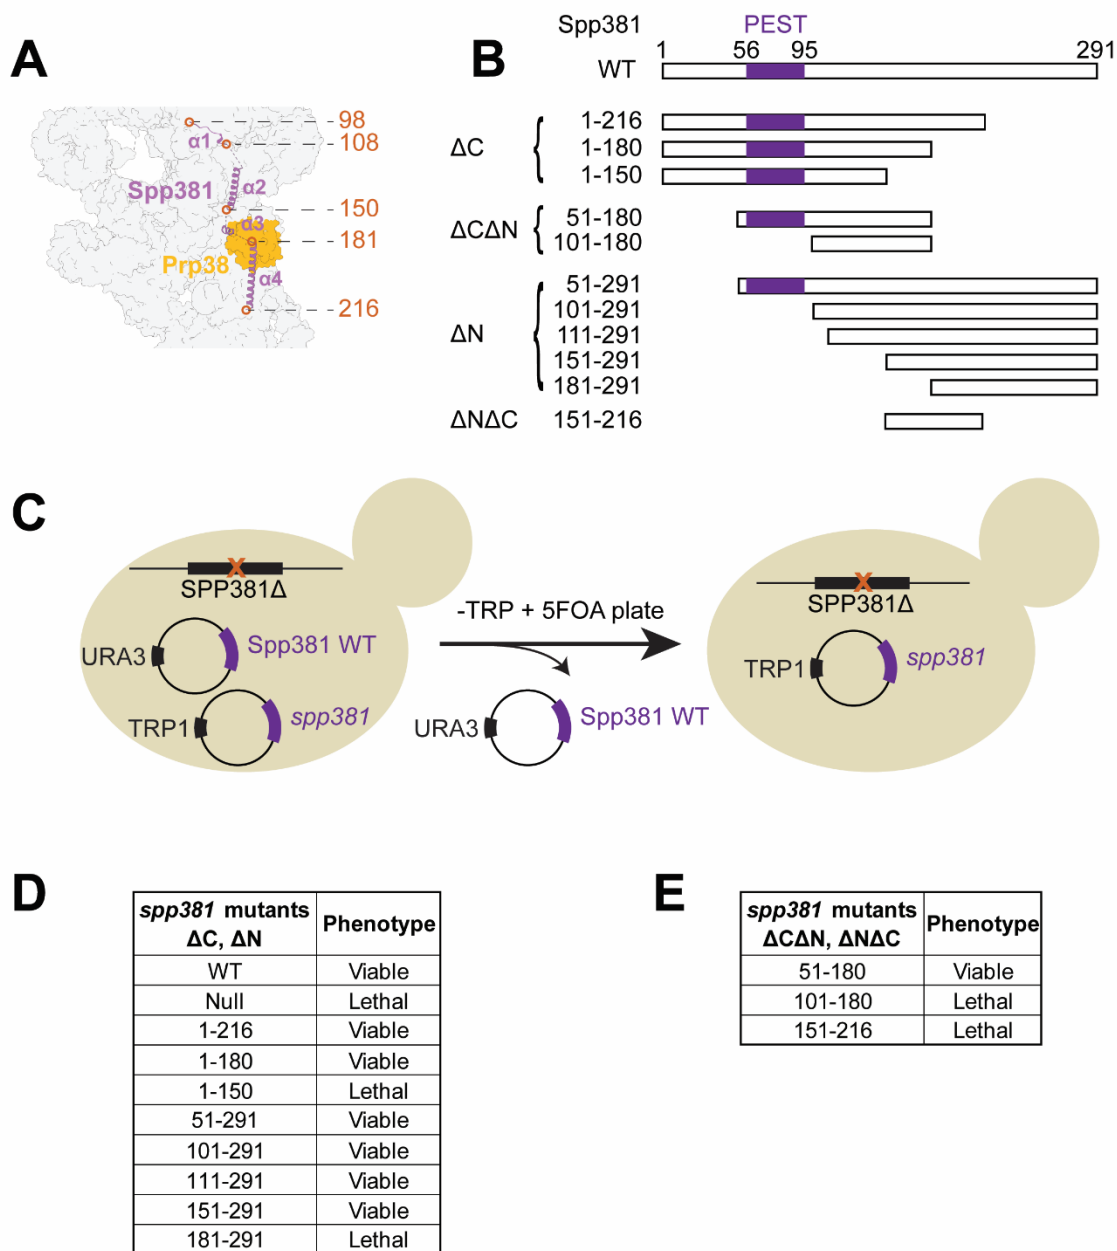 A
98
α1
108
Spp381
α2
150
α3
181
Prp38
α4
216
B
Spp381 PEST
1 56 95 291
WT
ΔC
1-216
1-180
1-150
ΔCΔN
51-180
101-180
ΔN
51-291
101-291
111-291
151-291
181-291
ΔNΔC 151-216
C
X
SPP381Δ
URA3 Spp381 WT
TRP1 spp381
-TRP + 5FOA plate
URA3 Spp381 WT
X
SPP381Δ
TRP1 spp381
D
spp381 mutants
ΔC, ΔN
Phenotype
WT Viable
Null Lethal
1-216 Viable
1-180 Viable
1-150 Lethal
51-291 Viable
101-291 Viable
111-291 Viable
151-291 Viable
181-291 Lethal
E
spp381 mutants
ΔCΔN, ΔNΔC
Phenotype
51-180 Viable
101-180 Lethal
151-216 Lethal